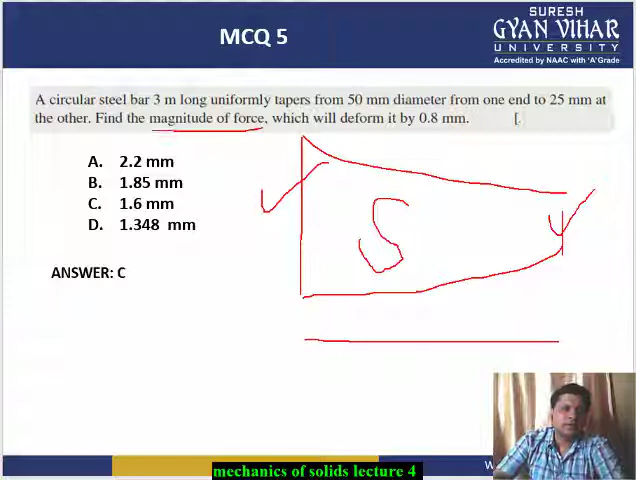 SURESH
GYAN VIHAR
UNIVERSITY
Accredited by NAAC with 'A' Grade
MCQ 5
A circular steel bar 3 m long uniformly tapers from 50 mm diameter from one end to 25 mm at
the other. Find the magnitude of force, which will deform it by 0.8 mm. [.
A. 2.2 mm
B. 1.85 mm
C. 1.6 mm
D. 1.348 mm
ANSWER: C
S
W
mechanics of solids lecture 4